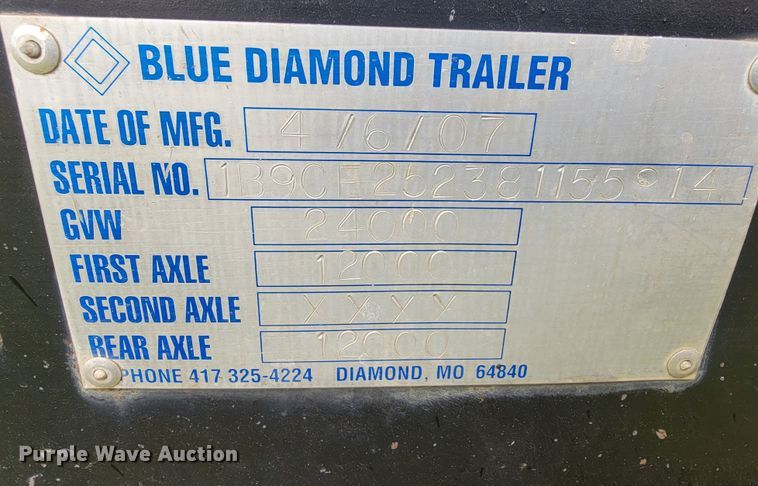 BLUE DIAMOND TRAILER
DATE OF MFG. 4/6/07
SERIAL NO.
GVW 24000
FIRST AXLE 12000
SECOND AXLE XXXX
REAR AXLE 12000
PHONE 417 325-4224 DIAMOND, MO 64840
Purple Wave Auction